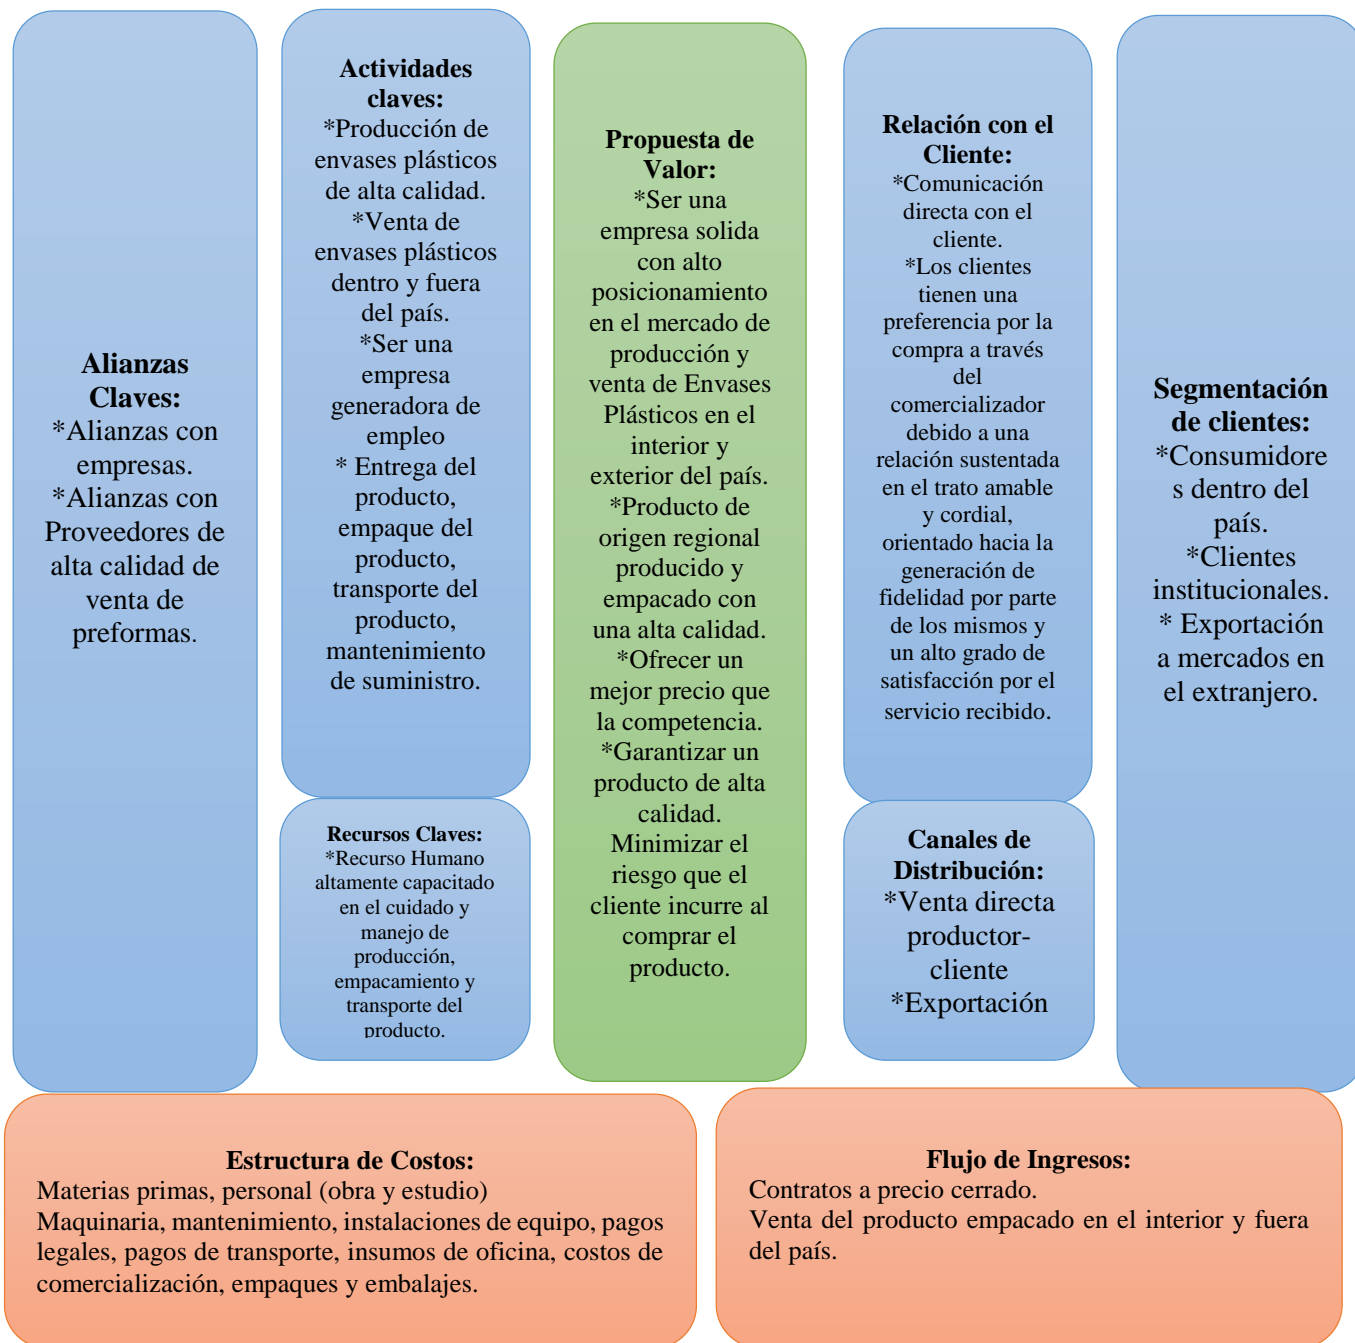 Alianzas
Claves:
*Alianzas con
empresas.
*Alianzas con
Proveedores de
alta calidad de
venta de
preformas.
Actividades
claves:
*Producción de
envases plásticos
de alta calidad.
*Venta de
envases plásticos
dentro y fuera
del país.
*Ser una
empresa
generadora de
empleo
* Entrega del
producto,
empaque del
producto,
transporte del
producto,
mantenimiento
de suministro.
Recursos Claves:
*Recurso Humano
altamente capacitado
en el cuidado y
manejo de
producción,
empacamiento y
transporte del
producto.
Propuesta de
Valor:
*Ser una
empresa solida
con alto
posicionamiento
en el mercado de
producción y
venta de Envases
Plásticos en el
interior y
exterior del país.
*Producto de
origen regional
producido y
empacado con
una alta calidad.
*Ofrecer un
mejor precio que
la competencia.
*Garantizar un
producto de alta
calidad.
Minimizar el
riesgo que el
cliente incurre al
comprar el
producto.
Relación con el
Cliente:
*Comunicación
directa con el
cliente.
*Los clientes
tienen una
preferencia por la
compra a través
del
comercializador
debido a una
relación sustentada
en el trato amable
y cordial,
orientado hacia la
generación de
fidelidad por parte
de los mismos y
un alto grado de
satisfacción por el
servicio recibido.
Canales de
Distribución:
*Venta directa
productor-
cliente
*Exportación
Segmentación
de clientes:
*Consumidore
s dentro del
país.
*Clientes
institucionales.
* Exportación
a mercados en
el extranjero.
Estructura de Costos:
Materias primas, personal (obra y estudio)
Maquinaria, mantenimiento, instalaciones de equipo, pagos
legales, pagos de transporte, insumos de oficina, costos de
comercialización, empaques y embalajes.
Flujo de Ingresos:
Contratos a precio cerrado.
Venta del producto empacado en el interior y fuera
del país.